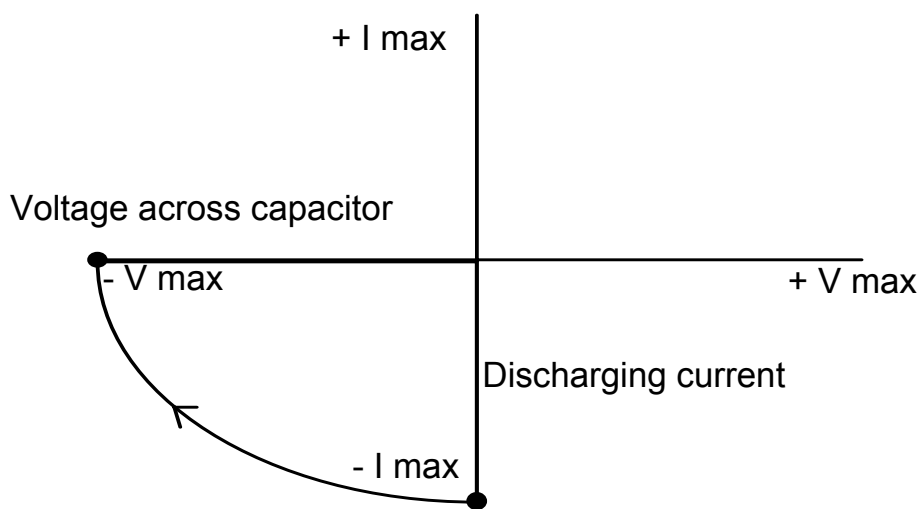 + I max
Voltage across capacitor
- V max
+ V max
Discharging current
- I max